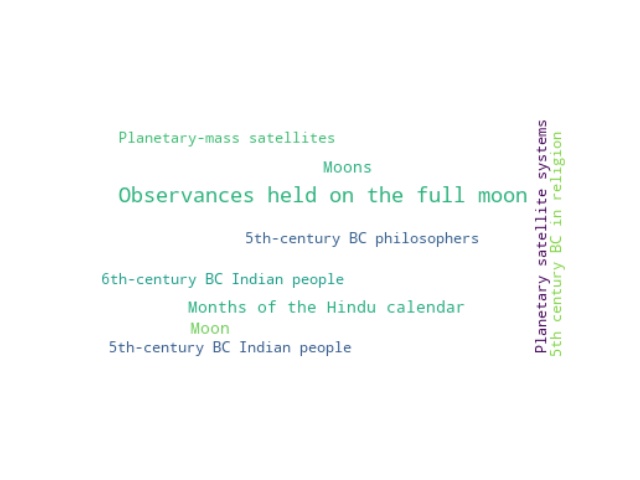 Planetary-mass satellites
Moons
Observances held on the full moon
5th-century BC philosophers
6th-century BC Indian people
Months of the Hindu calendar
Moon
5th-century BC Indian people
Planetary satellite systems
5th century BC in religion